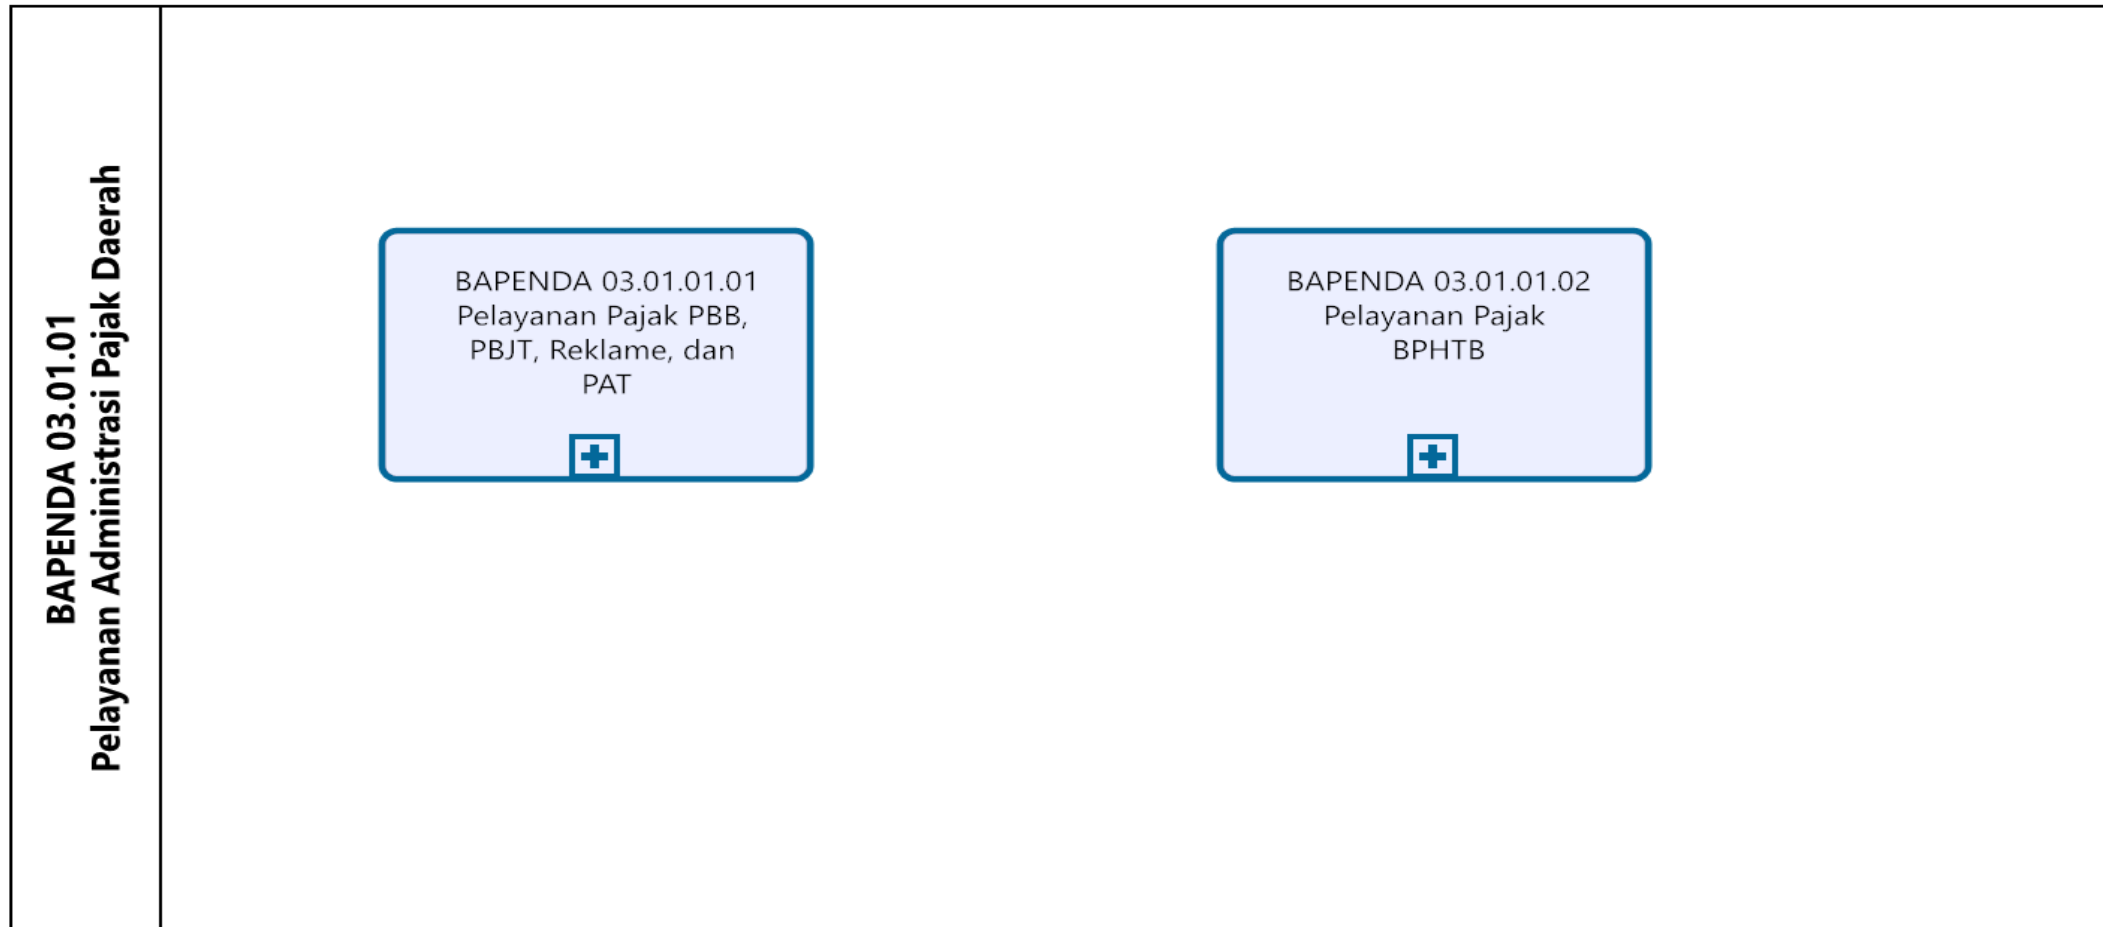 BAPENDA 03.01.01
Pelayanan Administrasi Pajak Daerah
BAPENDA 03.01.01.01
Pelayanan Pajak PBB,
PBJT, Reklame, dan
PAT
BAPENDA 03.01.01.02
Pelayanan Pajak
BPHTB